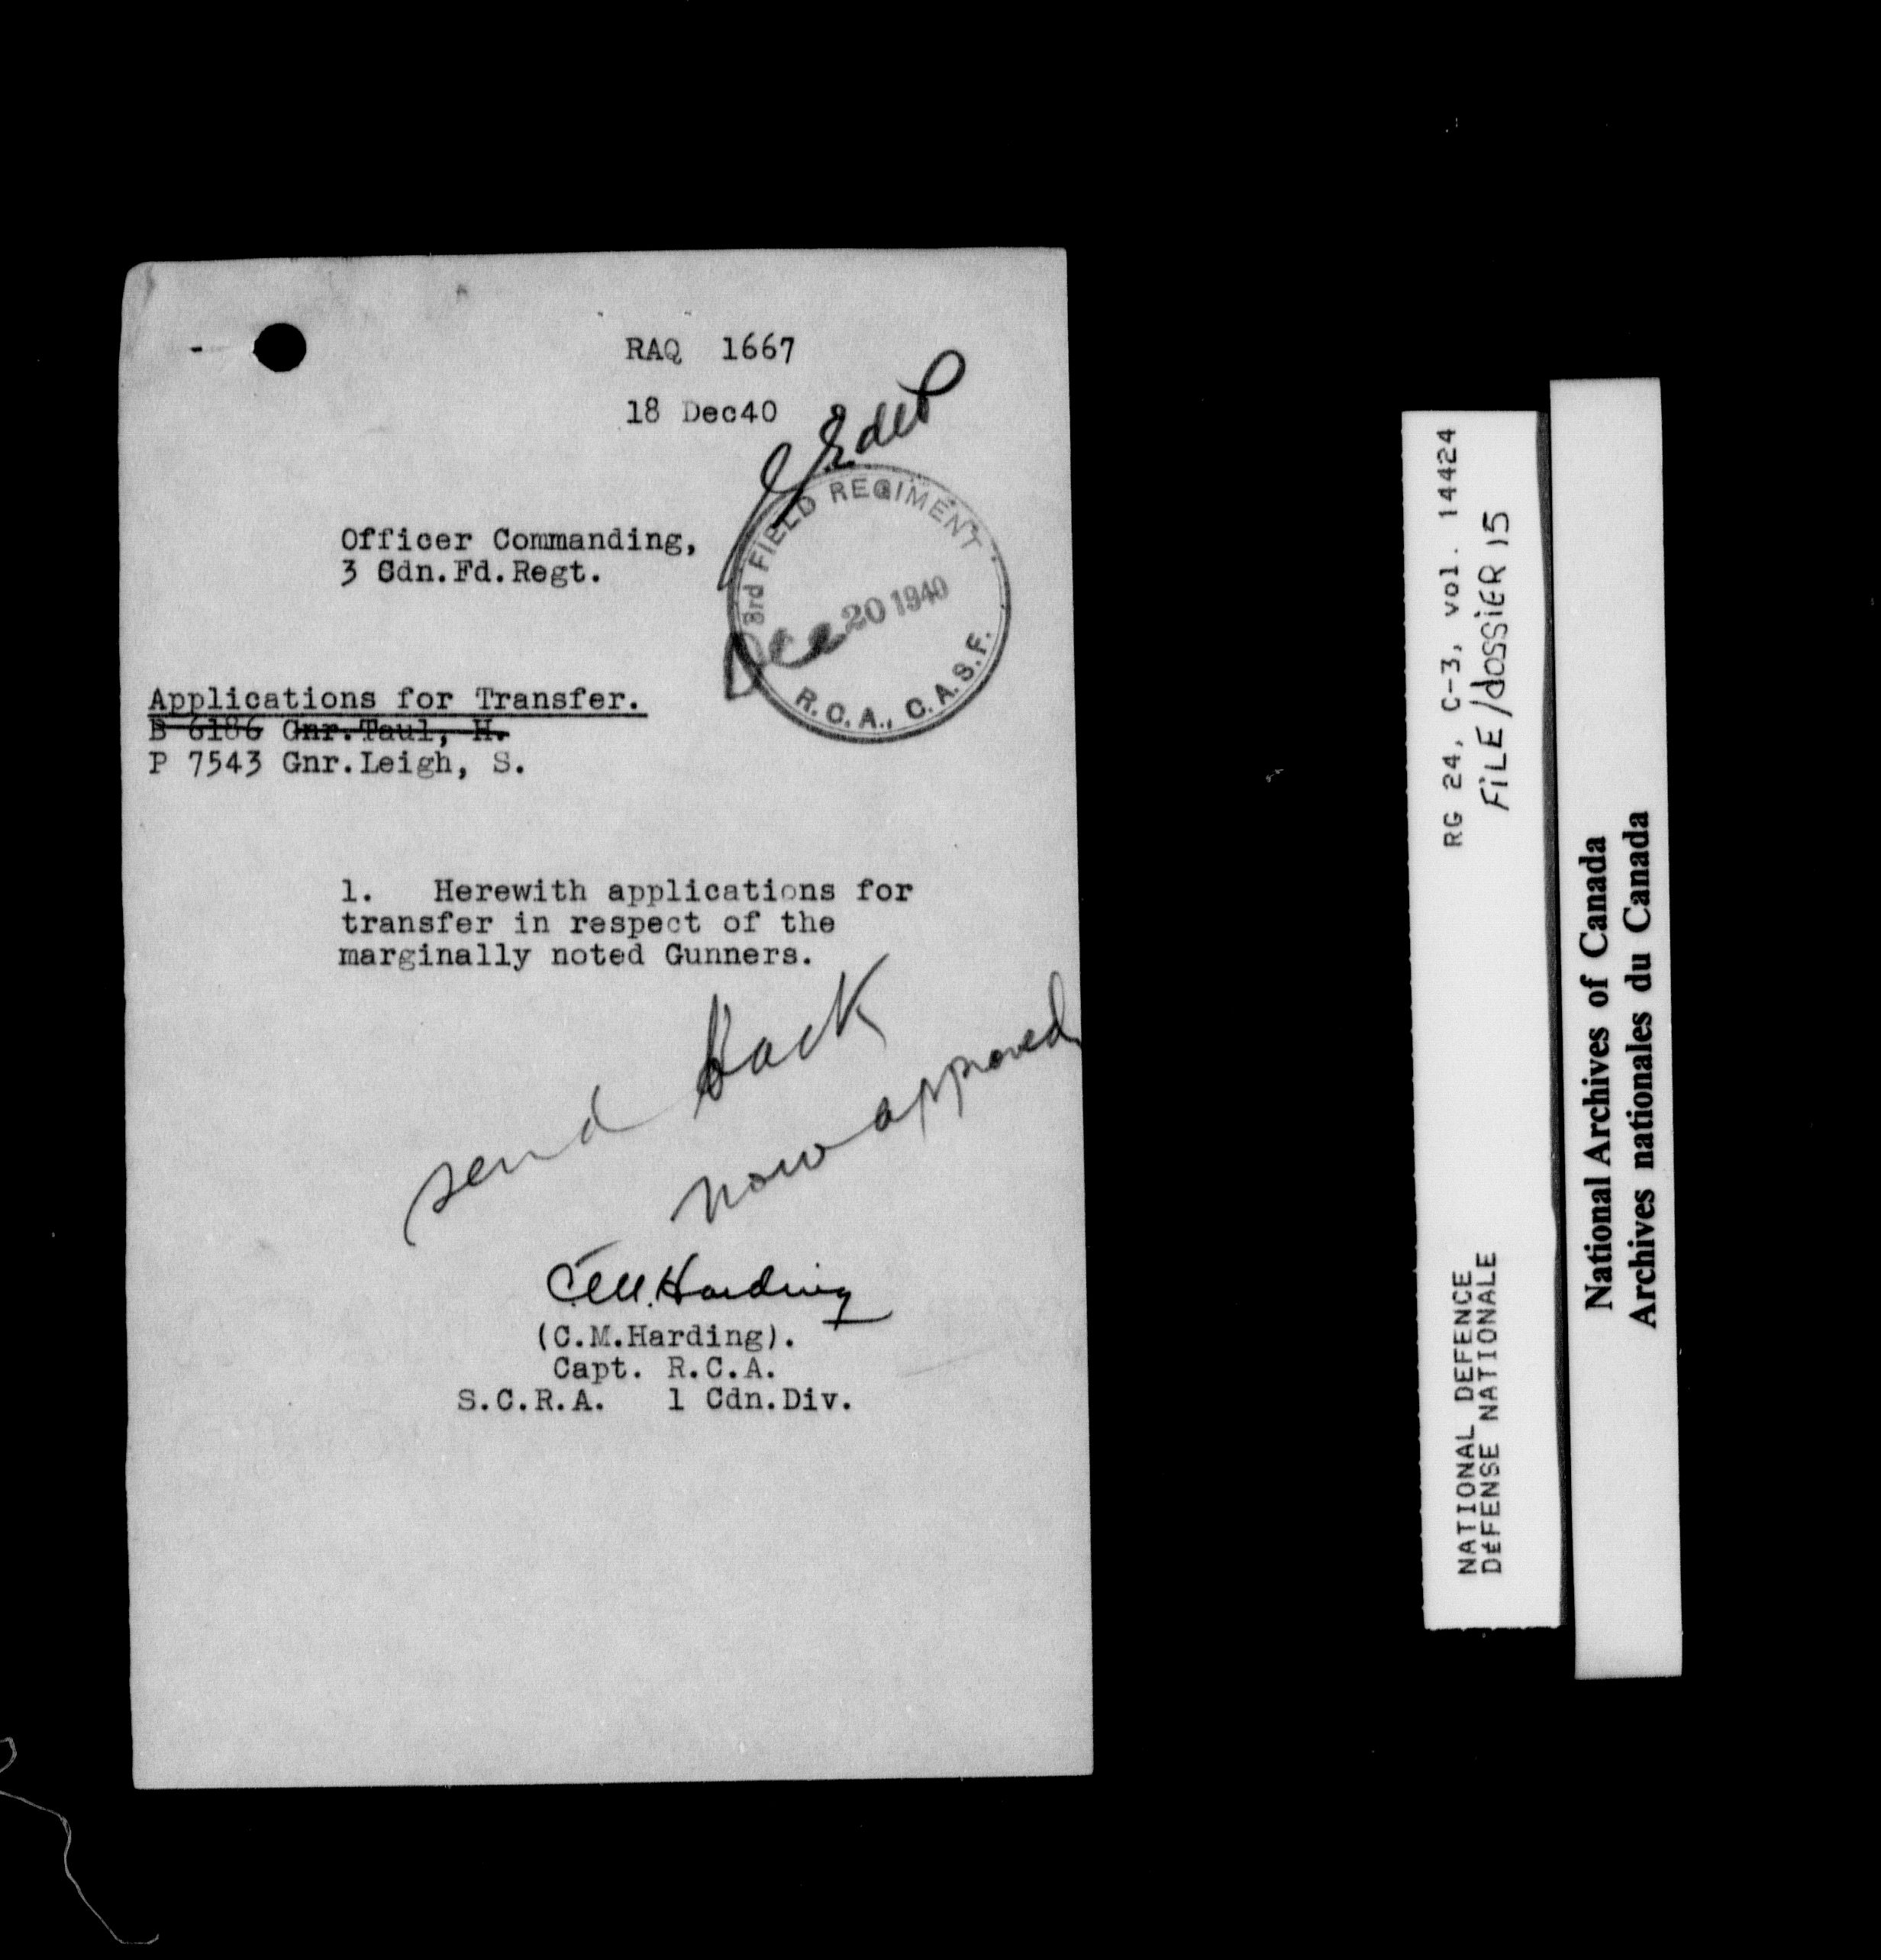 RAQ 1667
18 Dec40
3rd FIELD REGIMENT
Dec 20 1940
R.C.A., C.A.S.F.
Officer Commanding,
3 Cdn.Fd.Regt.
Applications for Transfer.
B 6186 Gnr.Taul, H.
P 7543 Gnr.Leigh, S.
1. Herewith applications for
transfer in respect of the
marginally noted Gunners.
send back
now approved
C.M. Harding
(C.M.Harding).
Capt. R.C.A.
S.C.R.A. 1 Cdn.Div.
RG 24, C-3, vol. 14424
FiLE/dOSSiER 15
NATIONAL DEFENCE
DÉFENSE NATIONALE
National Archives of Canada
Archives nationales du Canada